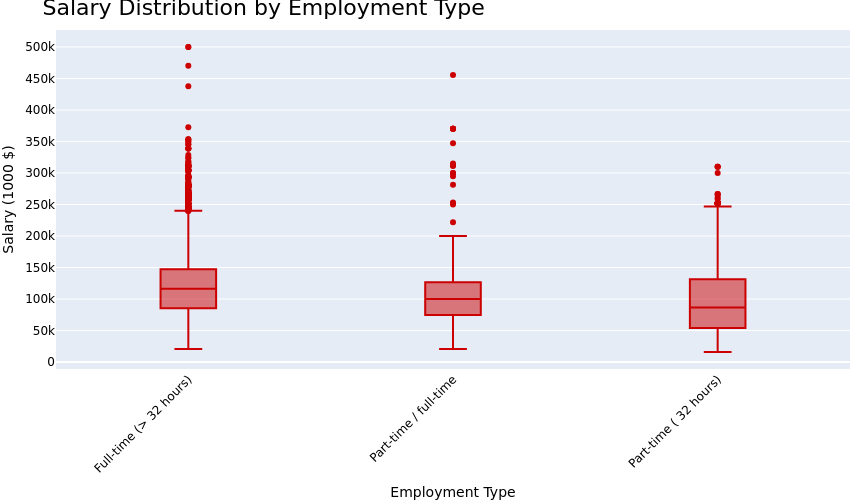 Salary Distribution by Employment Type
500k
450k
400k
350k
300k
250k
200k
150k
100k
50k
0
Salary (1000 $)
Full-time (> 32 hours)
Part-time / full-time
Part-time ( 32 hours)
Employment Type